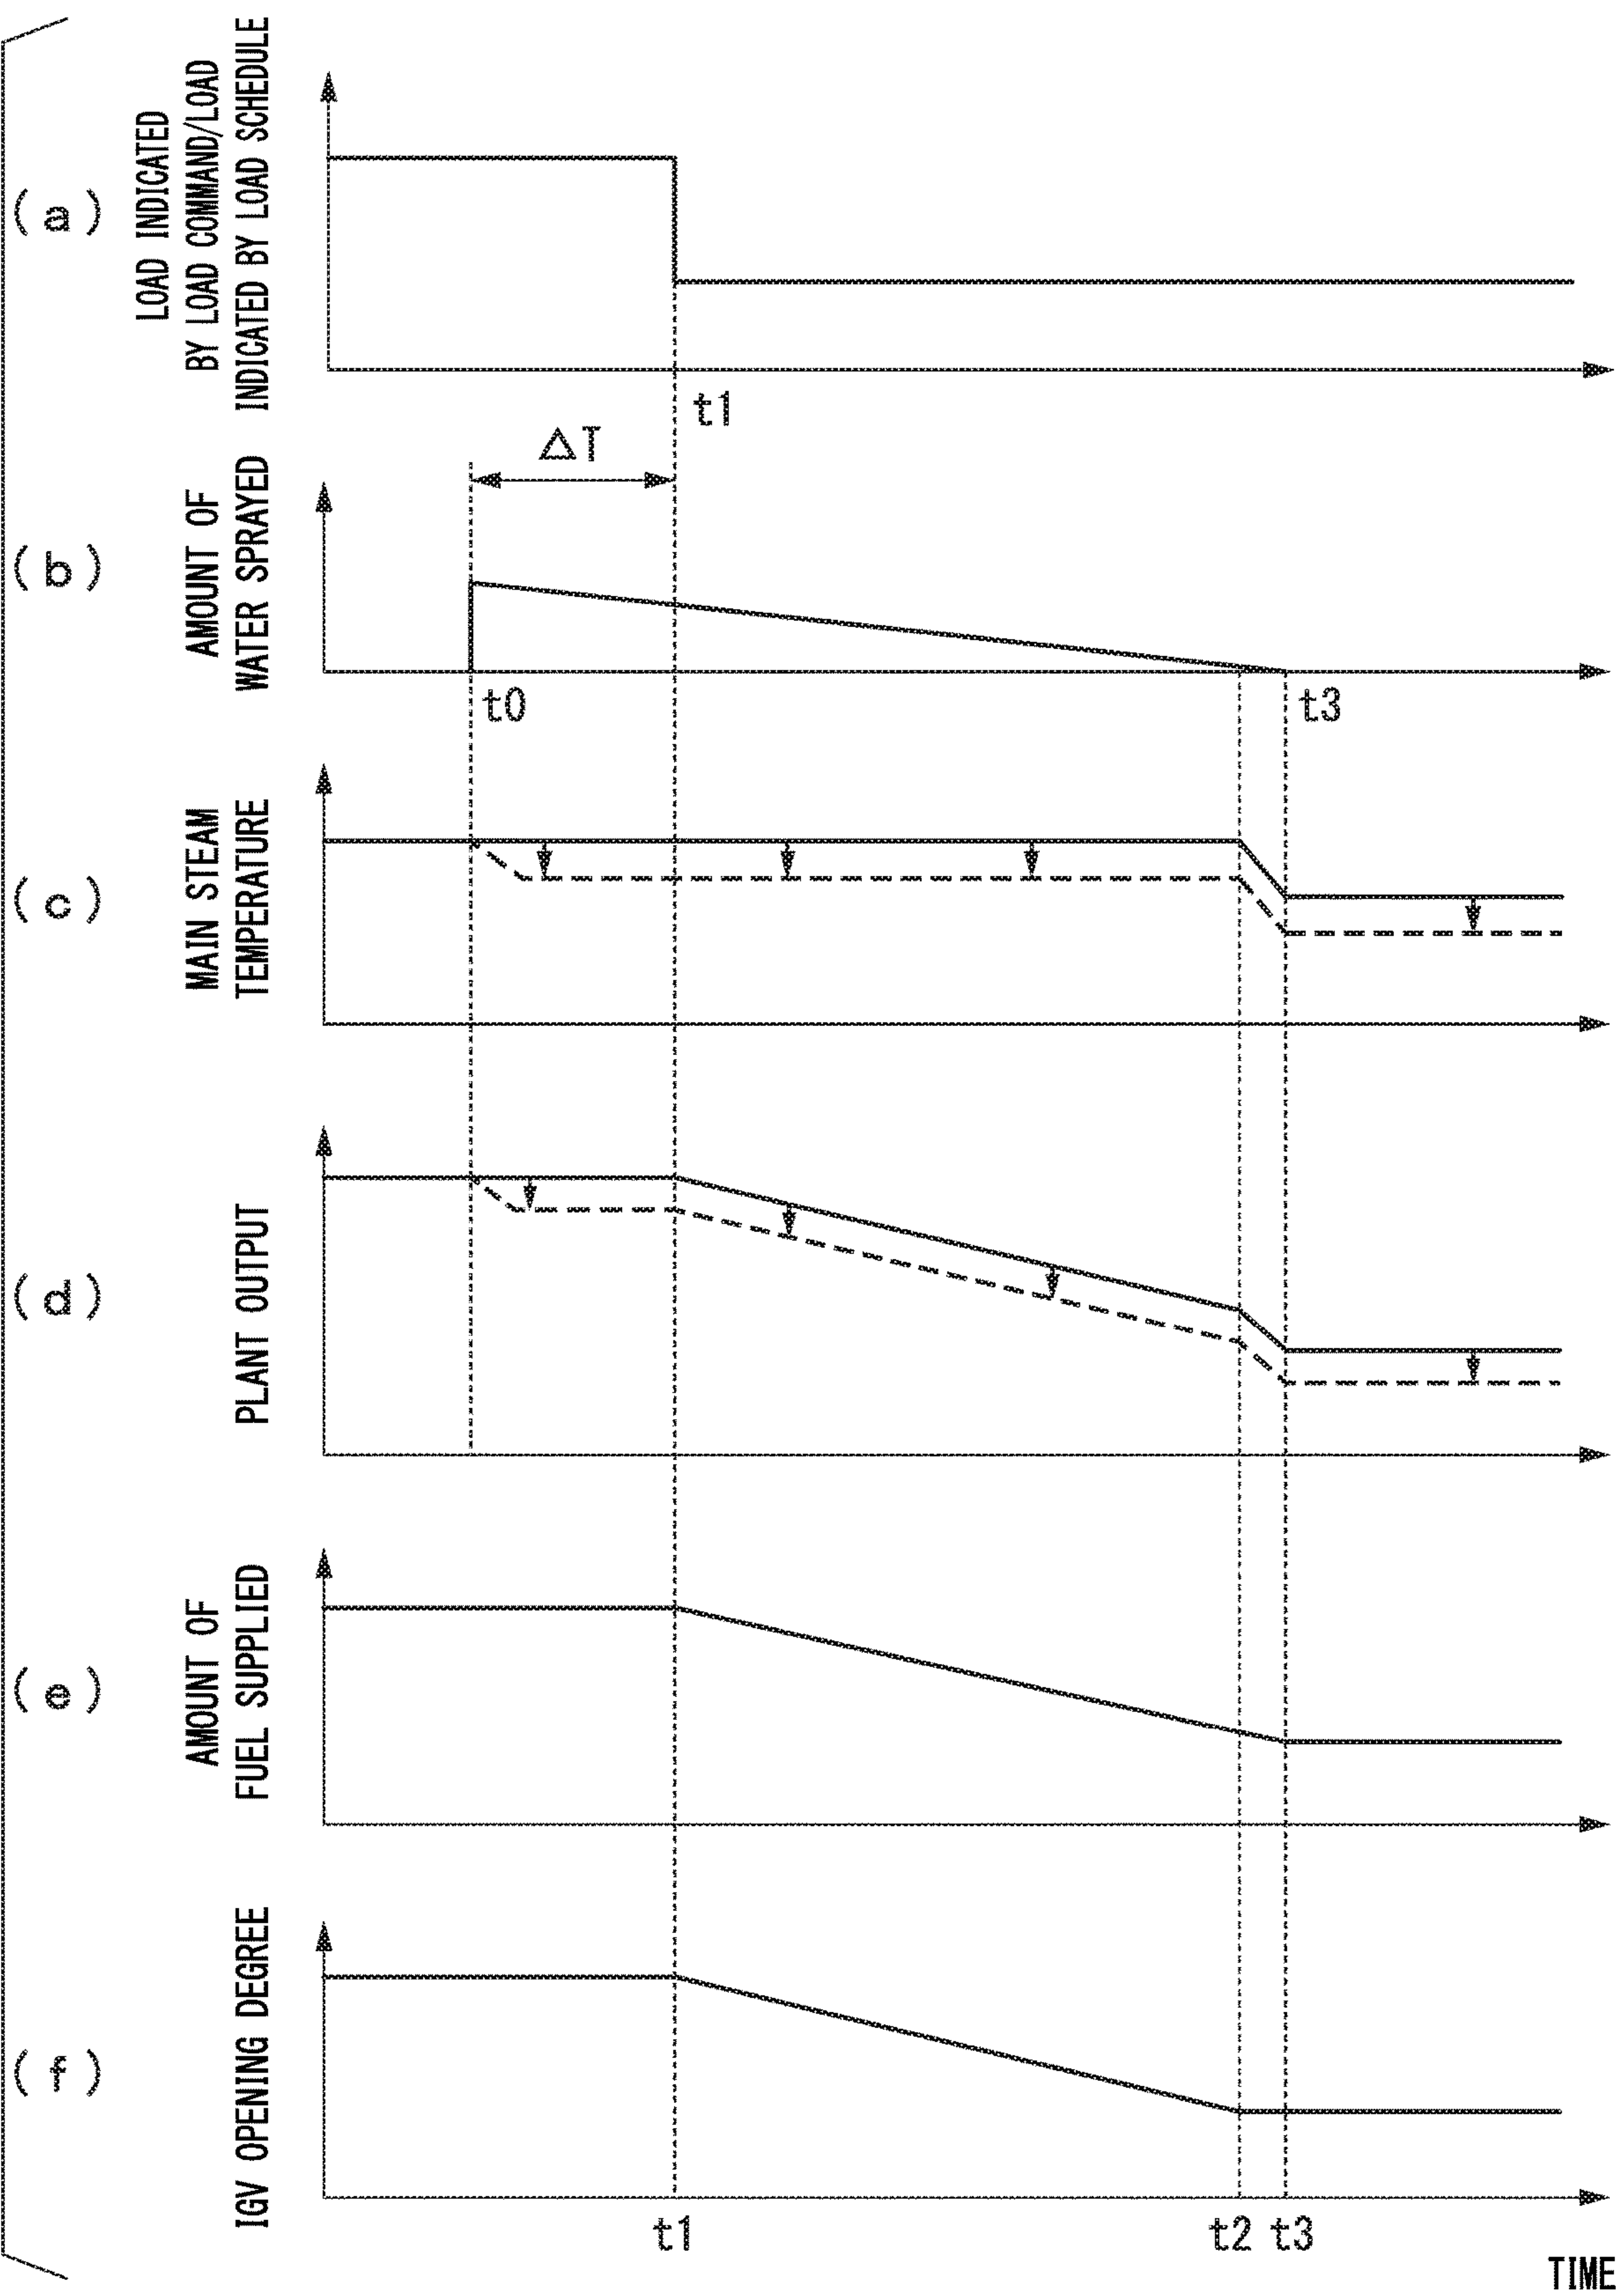 (a)
LOAD INDICATED
BY LOAD COMMAND/LOAD
INDICATED BY LOAD SCHEDULE
t1
ΔT
(b)
AMOUNT OF
WATER SPRAYED
t0
t3
(c)
MAIN STEAM
TEMPERATURE
(d)
PLANT OUTPUT
(e)
AMOUNT OF
FUEL SUPPLIED
(f)
IGV OPENING DEGREE
t1
t2 t3
TIME